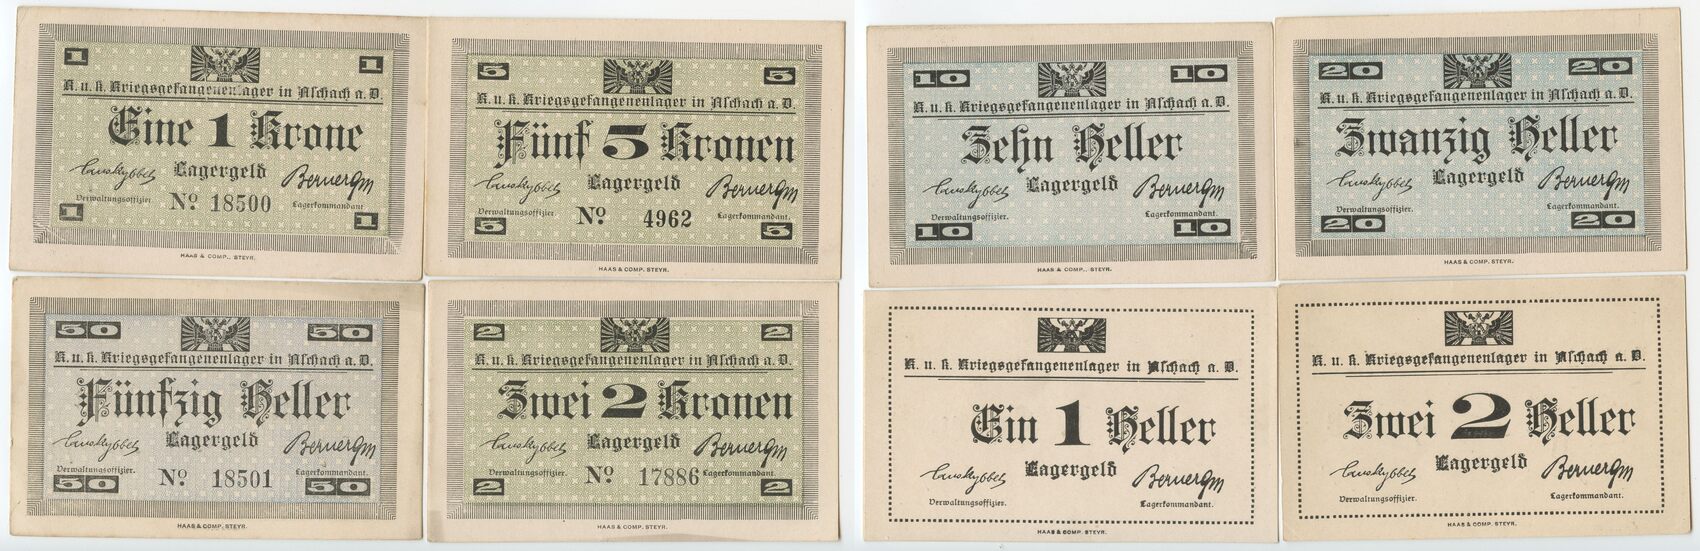 1 1
K. u. k. Kriegsgefangenenlager in Aschach a. D.
Eine 1 Krone
Lagergeld
Verwaltungsoffizier.
№ 18500
Lagerkommandant.
1 1
HAAS & COMP., STEYR.
5 5
K. u. k. Kriegsgefangenenlager in Aschach a. D.
Fünf 5 Kronen
Lagergeld
Verwaltungsoffizier.
№ 4962
Lagerkommandant.
5 5
HAAS & COMP. STEYR.
10 10
K. u. k. Kriegsgefangenenlager in Aschach a. D.
Zehn Heller
Lagergeld
Verwaltungsoffizier.
Lagerkommandant.
10 10
HAAS & COMP. STEYR.
20 20
K. u. k. Kriegsgefangenenlager in Aschach a. D.
Zwanzig Heller
Lagergeld
Verwaltungsoffizier.
Lagerkommandant.
20 20
HAAS & COMP. STEYR.
50 50
K. u. k. Kriegsgefangenenlager in Aschach a. D.
Fünfzig Heller
Lagergeld
Verwaltungsoffizier.
№ 18501
Lagerkommandant.
50 50
HAAS & COMP. STEYR.
2 2
K. u. k. Kriegsgefangenenlager in Aschach a. D.
Zwei 2 Kronen
Lagergeld
Verwaltungsoffizier.
№ 17886
Lagerkommandant.
2 2
HAAS & COMP. STEYR.
K. u. k. Kriegsgefangenenlager in Aschach a. D.
Ein 1 Heller
Lagergeld
Verwaltungsoffizier.
Lagerkommandant.
HAAS & COMP. STEYR.
K. u. k. Kriegsgefangenenlager in Aschach a. D.
Zwei 2 Heller
Lagergeld
Verwaltungsoffizier.
Lagerkommandant.
HAAS & COMP. STEYR.